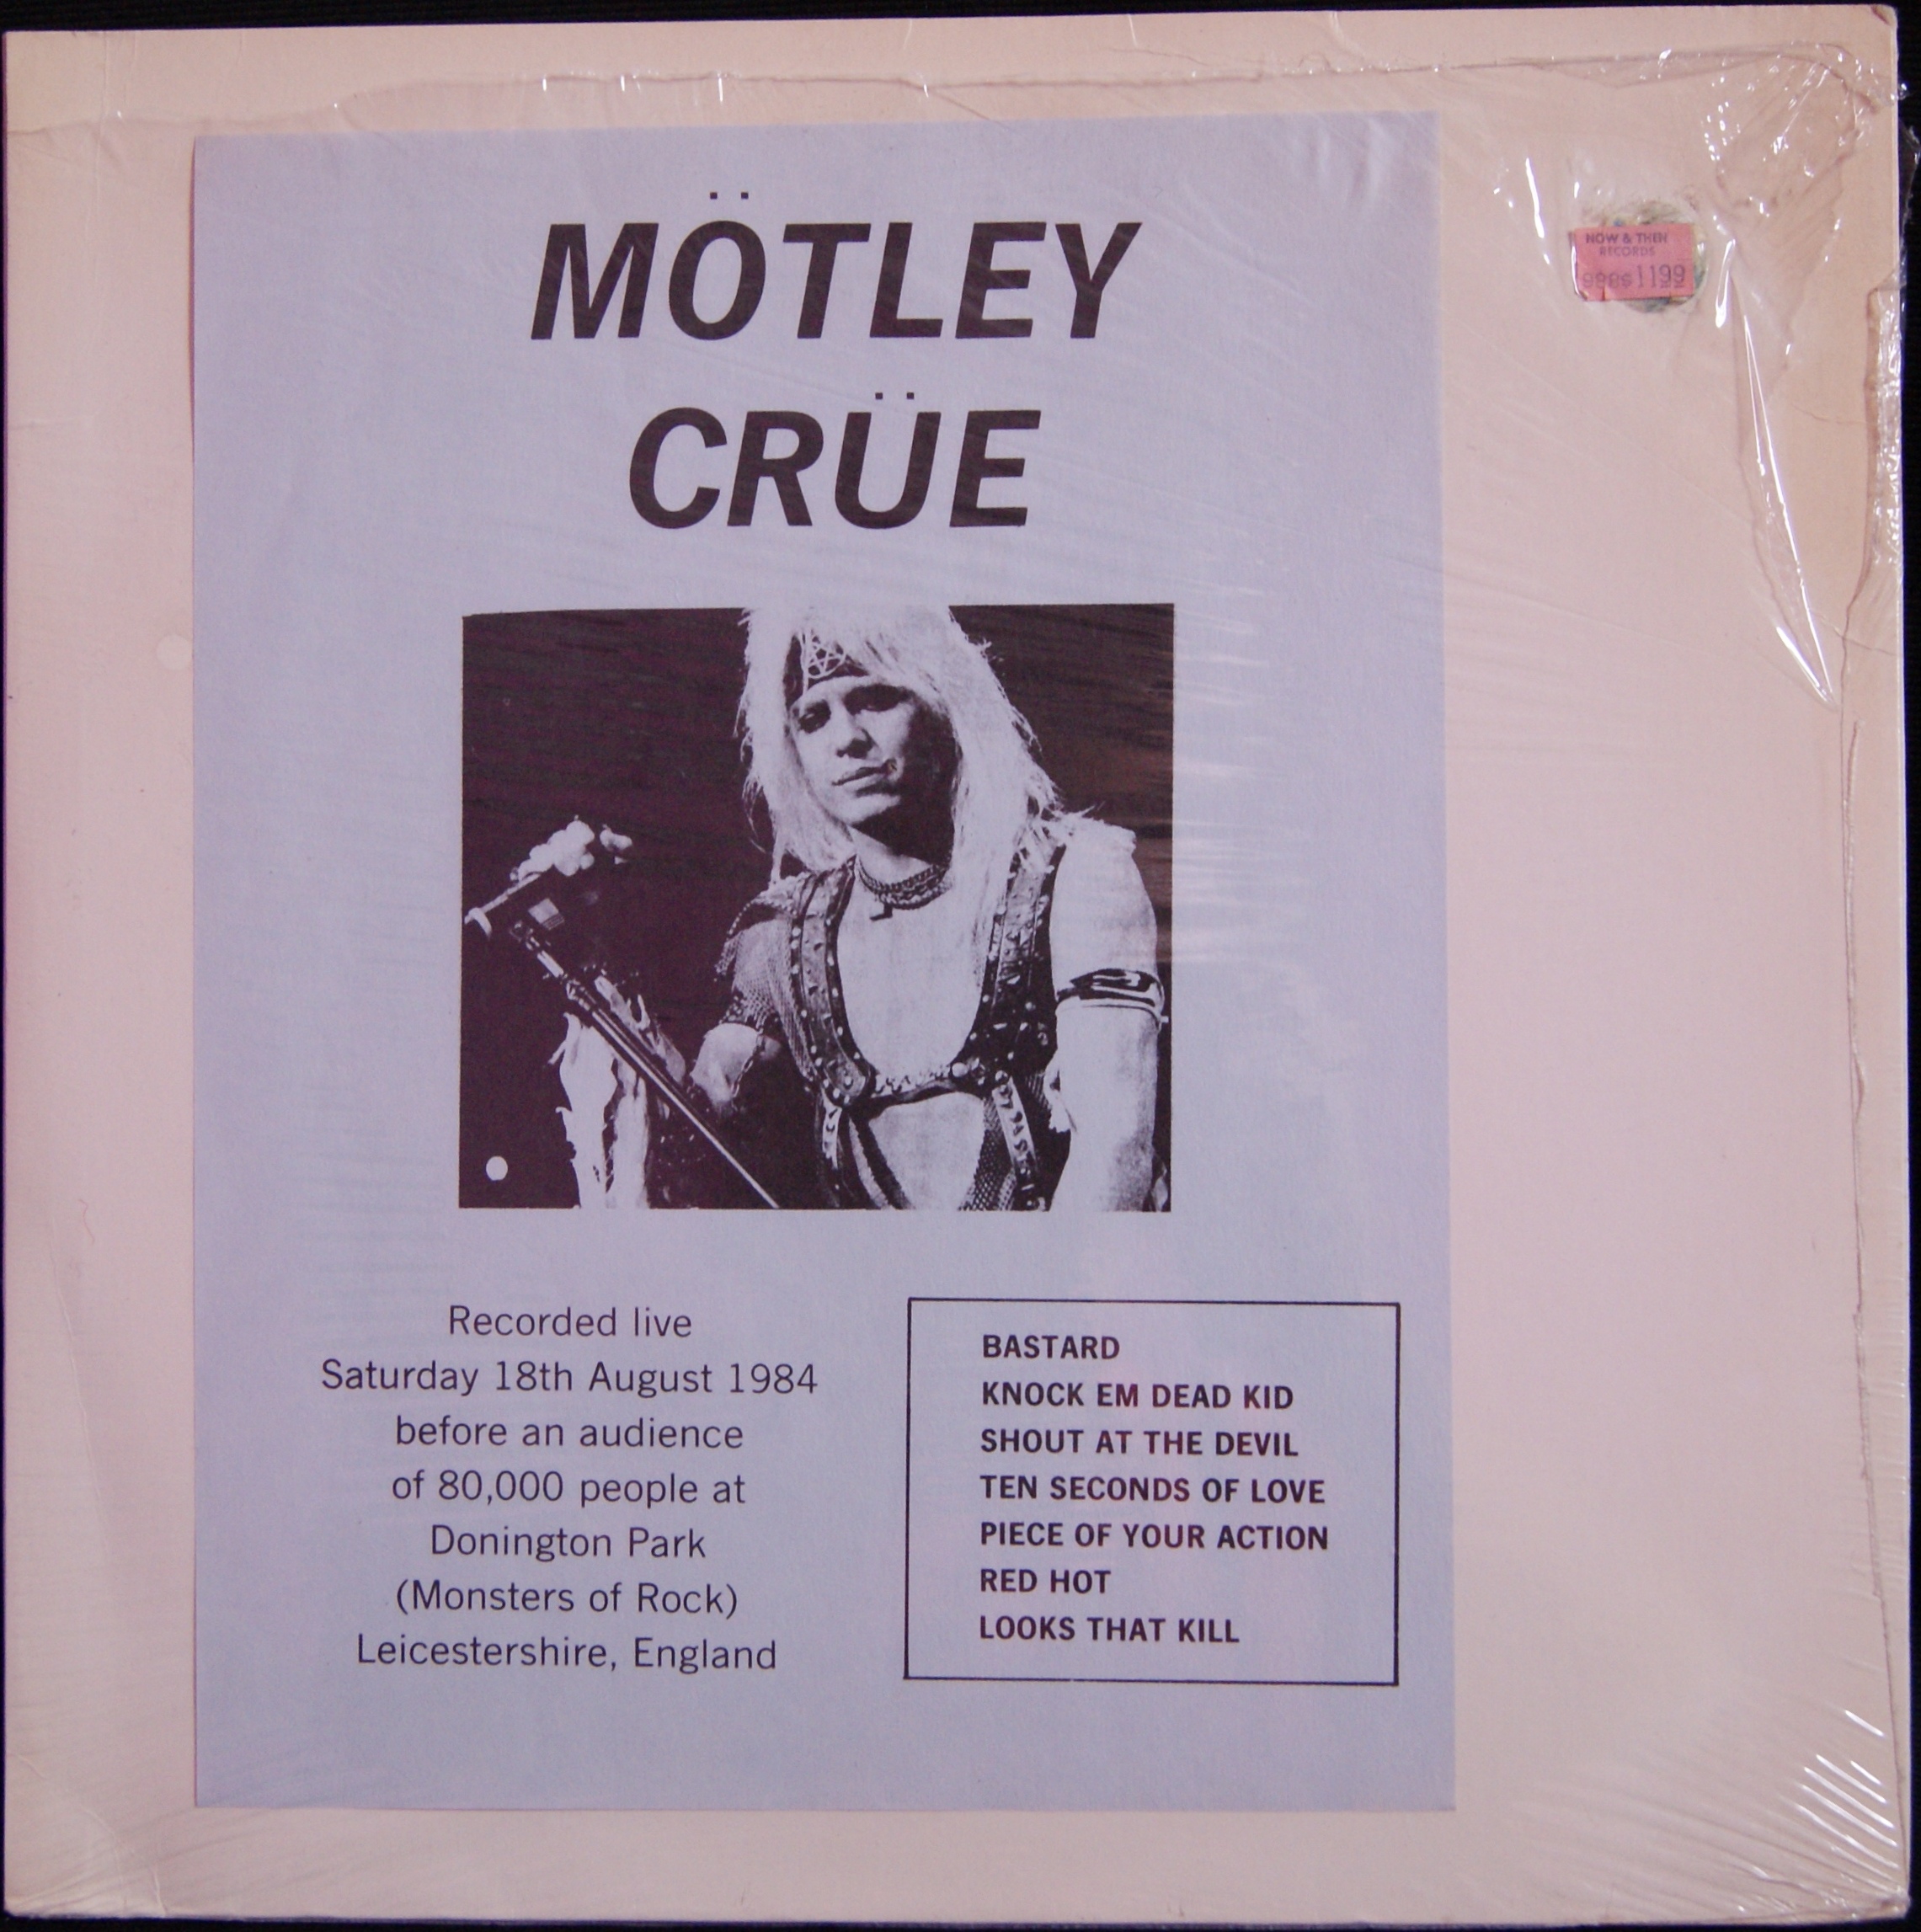 MÖTLEY
CRÜE
NOW & THEN
RECORDS
$1199
Recorded live
Saturday 18th August 1984
before an audience
of 80,000 people at
Donington Park
(Monsters of Rock)
Leicestershire, England
BASTARD
KNOCK EM DEAD KID
SHOUT AT THE DEVIL
TEN SECONDS OF LOVE
PIECE OF YOUR ACTION
RED HOT
LOOKS THAT KILL